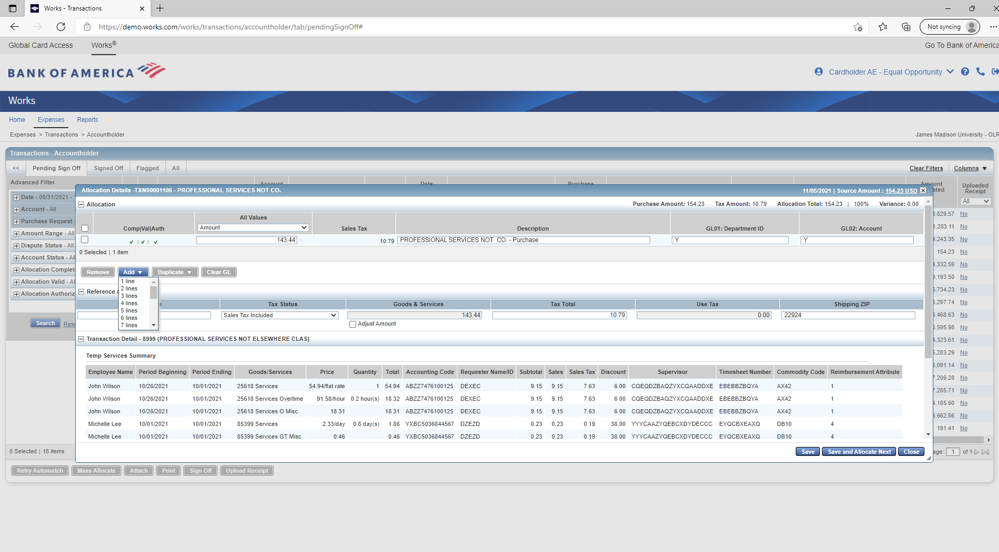 Works - Transactions
https://demo.works.com/works/transactions/accountholder/tab/pendingSignOff#
Not syncing
Global Card Access Works® Go To Bank of America
BANK OF AMERICA
Cardholder AE - Equal Opportunity
Works
Home Expenses Reports
Expenses > Transactions > Accountholder James Madison University - OLR
Transactions - Accountholder
<< Pending Sign Off Signed Off Flagged All Clear Filters Columns
Advanced Filter Account Date Purchase Amount
Uploaded
Receipt
All
Date - 08/31/2021 -
Account - All
Purchase Request -
Amount Range - All
Dispute Status - All
Account Status - All
Allocation Complet
Allocation Valid - Al
Allocation Authoriz
Search
Allocation Details -TXN00001106 - PROFESSIONAL SERVICES NOT CO. 11/05/2021 | Source Amount : 154.23 USD
Allocation Purchase Amount: 154.23 Tax Amount: 10.79 Allocation Total: 154.23 | 100% Variance: 0.00
All Values
Comp|Val|Auth Amount Sales Tax Description GL01: Department ID GL02: Account
143.44 10.79 PROFESSIONAL SERVICES NOT CO. - Purchase Y Y
0 Selected | 1 item
Remove Add Duplicate Clear GL
1 line
2 lines
3 lines
4 lines
5 lines
6 lines
7 lines
Reference
Tax Status Goods & Services Tax Total Use Tax Shipping ZIP
Sales Tax Included 143.44 10.79 0.00 22924
Adjust Amount
Transaction Detail - 8999 (PROFESSIONAL SERVICES NOT ELSEWHERE CLAS)
Temp Services Summary
Employee Name Period Beginning Period Ending Goods/Services Price Quantity Total Accounting Code Requester Name/ID Subtotal Sales Sales Tax Discount Supervisor Timesheet Number Commodity Code Reimbursement Attribute
John Wilson 10/26/2021 10/01/2021 25618 Services 54.94/flat rate 1 54.94 ABZZ7476100125 DEXEC 9.15 9.15 7.63 6.00 CQEQDZBAQZYXCQAADDXE EBEBBZBQYA AX42 1
John Wilson 10/26/2021 10/01/2021 25618 Services Overtime 91.58/hour 0.2 hour(s) 18.32 ABZZ7476100125 DEXEC 9.15 9.15 7.63 6.00 CQEQDZBAQZYXCQAADDXE EBEBBZBQYA AX42 1
John Wilson 10/26/2021 10/01/2021 25618 Services O Misc 18.31 18.31 ABZZ7476100125 DEXEC 9.15 9.15 7.63 6.00 CQEQDZBAQZYXCQAADDXE EBEBBZBQYA AX42 1
Michelle Lee 10/01/2021 10/01/2021 85399 Services 2.33/day 0.8 day(s) 1.86 YXBC5036844567 DZEZD 0.23 0.23 0.19 38.00 YYYCAAZYQEBCXDYDECCC EYQCBXEAXQ DB10 4
Michelle Lee 10/01/2021 10/01/2021 85399 Services GT Misc 0.46 0.46 YXBC5036844567 DZEZD 0.23 0.23 0.19 38.00 YYYCAAZYQEBCXDYDECCC EYQCBXEAXQ DB10 4
Save Save and Allocate Next Close
,829.57 No
,283.11 No
,243.35 No
154.23 No
,332.59 No
,193.50 No
,734.23 No
,297.74 No
,468.63 No
,595.98 No
,323.61 No
,283.29 No
,091.14 No
,206.28 No
,285.71 No
,185.60 No
,662.86 No
191.41 No
0 Selected | 18 items age: 1 of 1
Retry Automatch Mass Allocate Attach Print Sign Off Upload Receipt